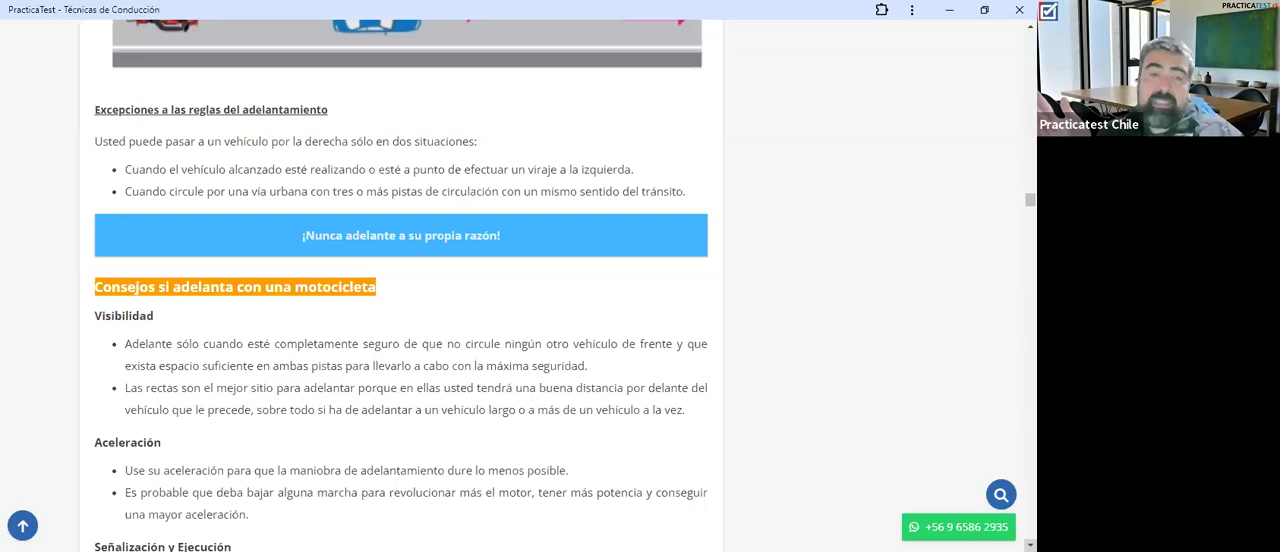 PracticaTest - Técnicas de Conducción
PRACTICATEST
Practicatest Chile
Excepciones a las reglas del adelantamiento
Usted puede pasar a un vehículo por la derecha sólo en dos situaciones:
Cuando el vehículo alcanzado esté realizando o esté a punto de efectuar un viraje a la izquierda.
Cuando circule por una vía urbana con tres o más pistas de circulación con un mismo sentido del tránsito.
¡Nunca adelante a su propia razón!
Consejos si adelanta con una motocicleta
Visibilidad
Adelante sólo cuando esté completamente seguro de que no circule ningún otro vehículo de frente y que
exista espacio suficiente en ambas pistas para llevarlo a cabo con la máxima seguridad.
Las rectas son el mejor sitio para adelantar porque en ellas usted tendrá una buena distancia por delante del
vehículo que le precede, sobre todo si ha de adelantar a un vehículo largo o a más de un vehículo a la vez.
Aceleración
Use su aceleración para que la maniobra de adelantamiento dure lo menos posible.
Es probable que deba bajar alguna marcha para revolucionar más el motor, tener más potencia y conseguir
una mayor aceleración.
+56 9 6586 2935
Señalización y Ejecución